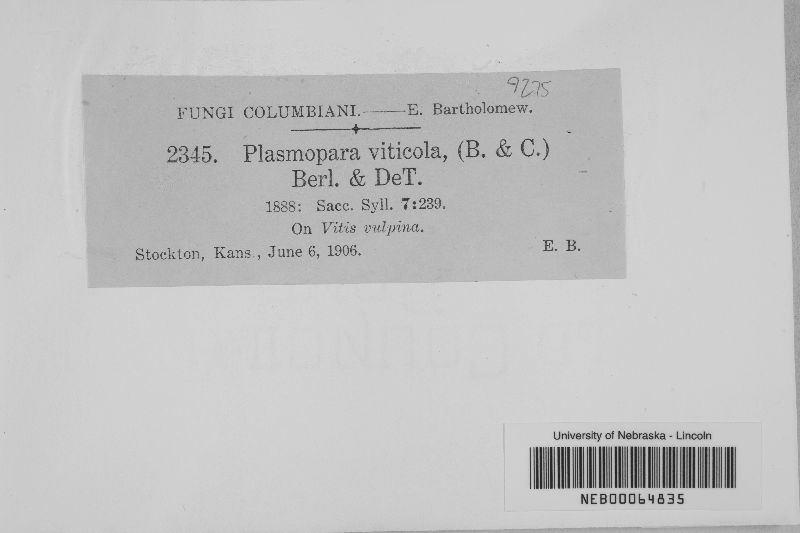 9275
FUNGI COLUMBIANI.——E. Bartholomew.
2345. Plasmopara viticola, (B. & C.)
Berl. & DeT.
1888: Sacc. Syll. 7:239.
On Vitis vulpina.
Stockton, Kans., June 6, 1906. E. B.
University of Nebraska - Lincoln
NEB00064835